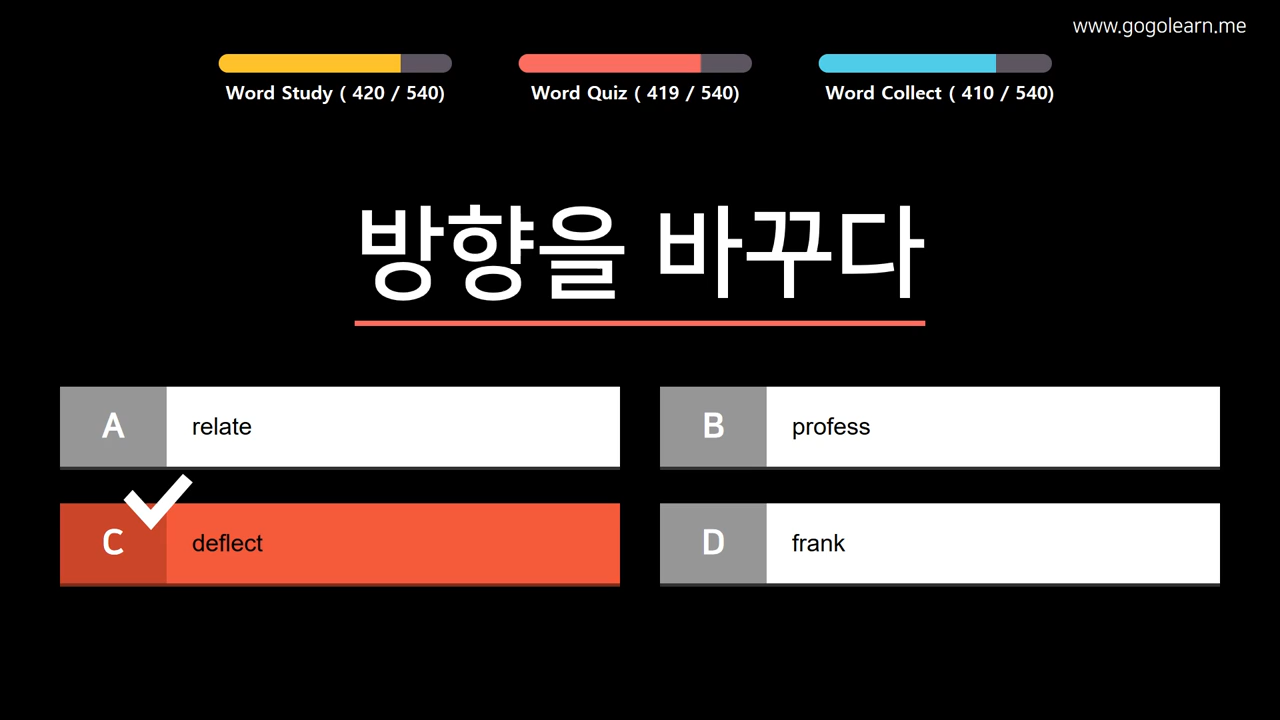 www.gogolearn.me
Word Study ( 420 / 540)
Word Quiz ( 419 / 540)
Word Collect ( 410 / 540)
방향을 바꾸다
A
relate
B
profess
C
deflect
D
frank